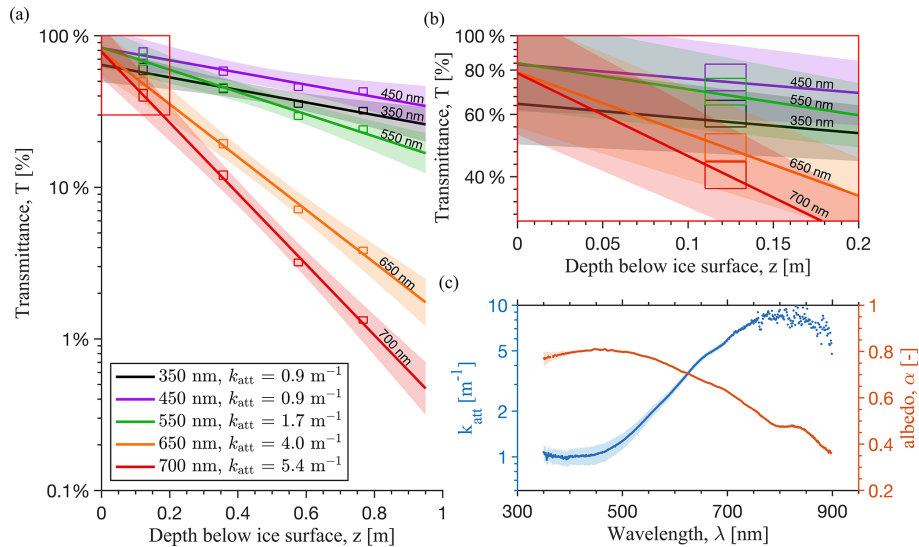 (a)
100 %
10 %
1%
0.1%
Transmittance, T [%]
450 nm
350 nm
550 nm
650 nm
700 nm
350 nm, k_att = 0.9 m⁻¹
450 nm, k_att = 0.9 m⁻¹
550 nm, k_att = 1.7 m⁻¹
650 nm, k_att = 4.0 m⁻¹
700 nm, k_att = 5.4 m⁻¹
0 0.2 0.4 0.6 0.8 1
Depth below ice surface, z [m]
(b)
100 %
80 %
60 %
40 %
Transmittance, T [%]
450 nm
550 nm
350 nm
650 nm
700 nm
0 0.05 0.1 0.15 0.2
Depth below ice surface, z [m]
(c)
10
5
1
k_att [m⁻¹]
1
0.8
0.6
0.4
0.2
albedo, α [-]
300 500 700 900
Wavelength, λ [nm]